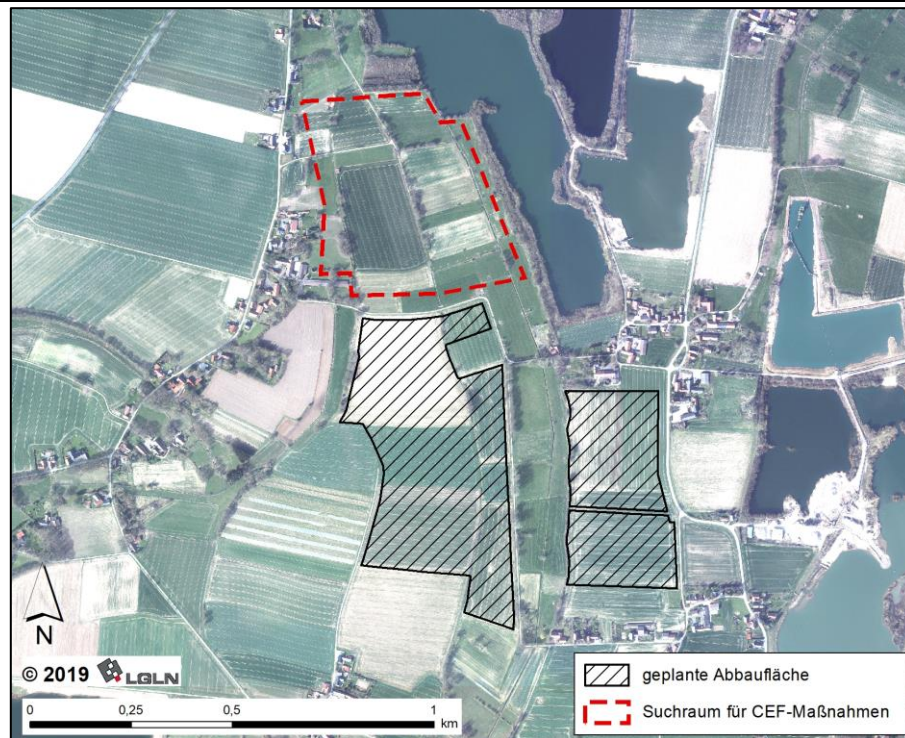 N
© 2019 LGLN
0 0,25 0,5 1
km
geplante Abbaufläche
Suchraum für CEF-Maßnahmen